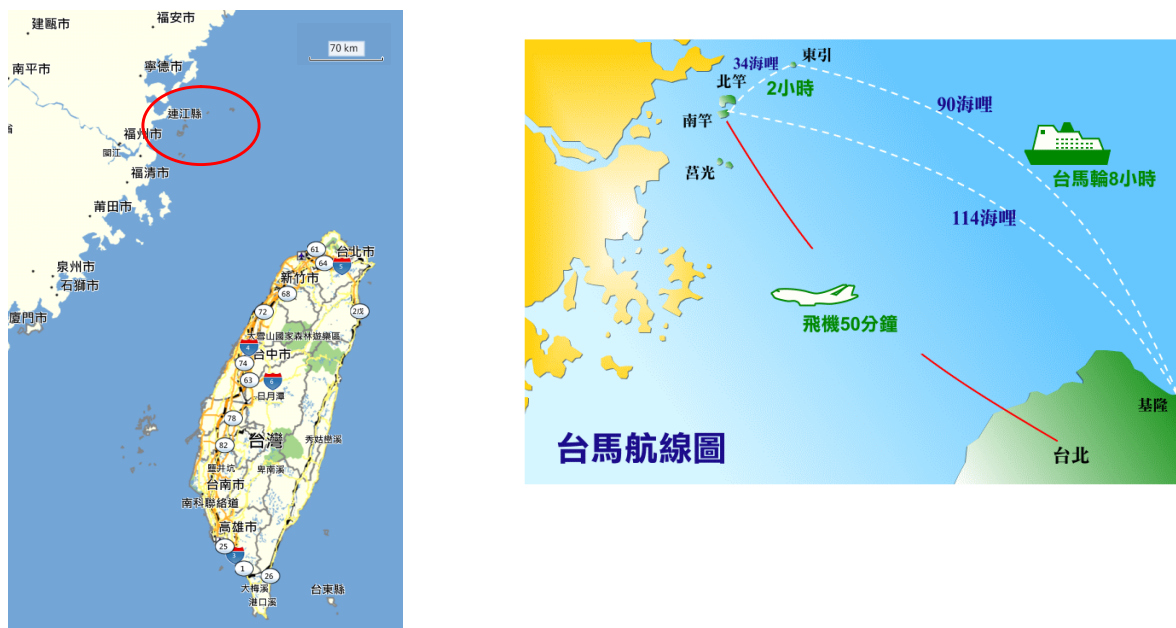 建甌市
福安市
70 km
南平市
寧德市
連江縣
省
福州市
閩江
福清市
莆田市
泉州市
石獅市
廈門市
61
台北市
64
5
新竹市
68
72
2戊
大雪山國家森林遊樂區
4
台中市
74
63
6
日月潭
78
台灣
秀姑巒溪
82
鹽井坑
卑南溪
台南市
南科聯絡道
高雄市
25
3
1
26
大梅溪
港口溪
台東縣
34海哩
東引
2小時
北竿
南竿
莒光
90海哩
台馬輪8小時
114海哩
飛機50分鐘
基隆
台北
台馬航線圖